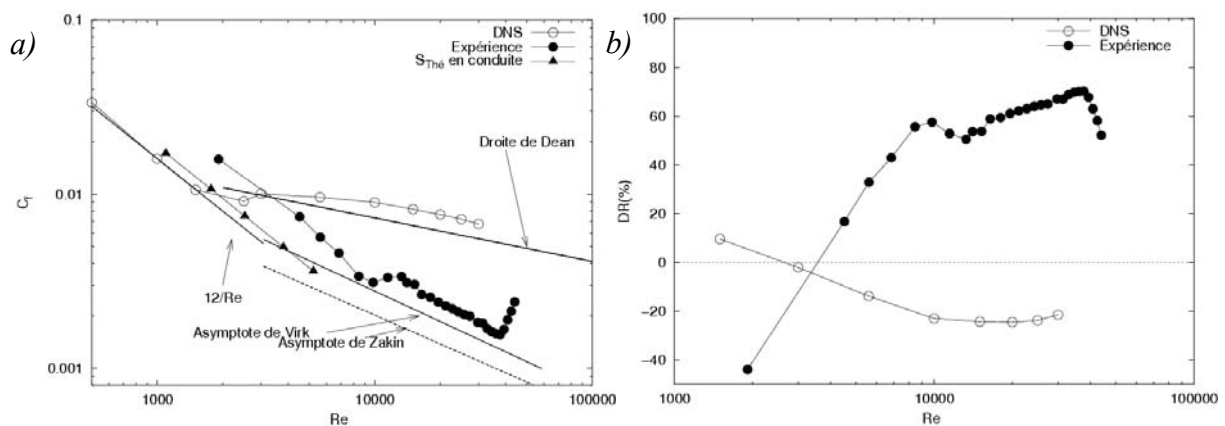 a)
0.1
DNS
Expérience
SThé en conduite
Droite de Dean
0.01
Cf
12/Re
Asymptote de Virk
Asymptote de Zakin
0.001
1000
10000
100000
Re
b)
100
DNS
Expérience
80
60
40
20
0
−20
−40
DR(%)
1000
10000
100000
Re